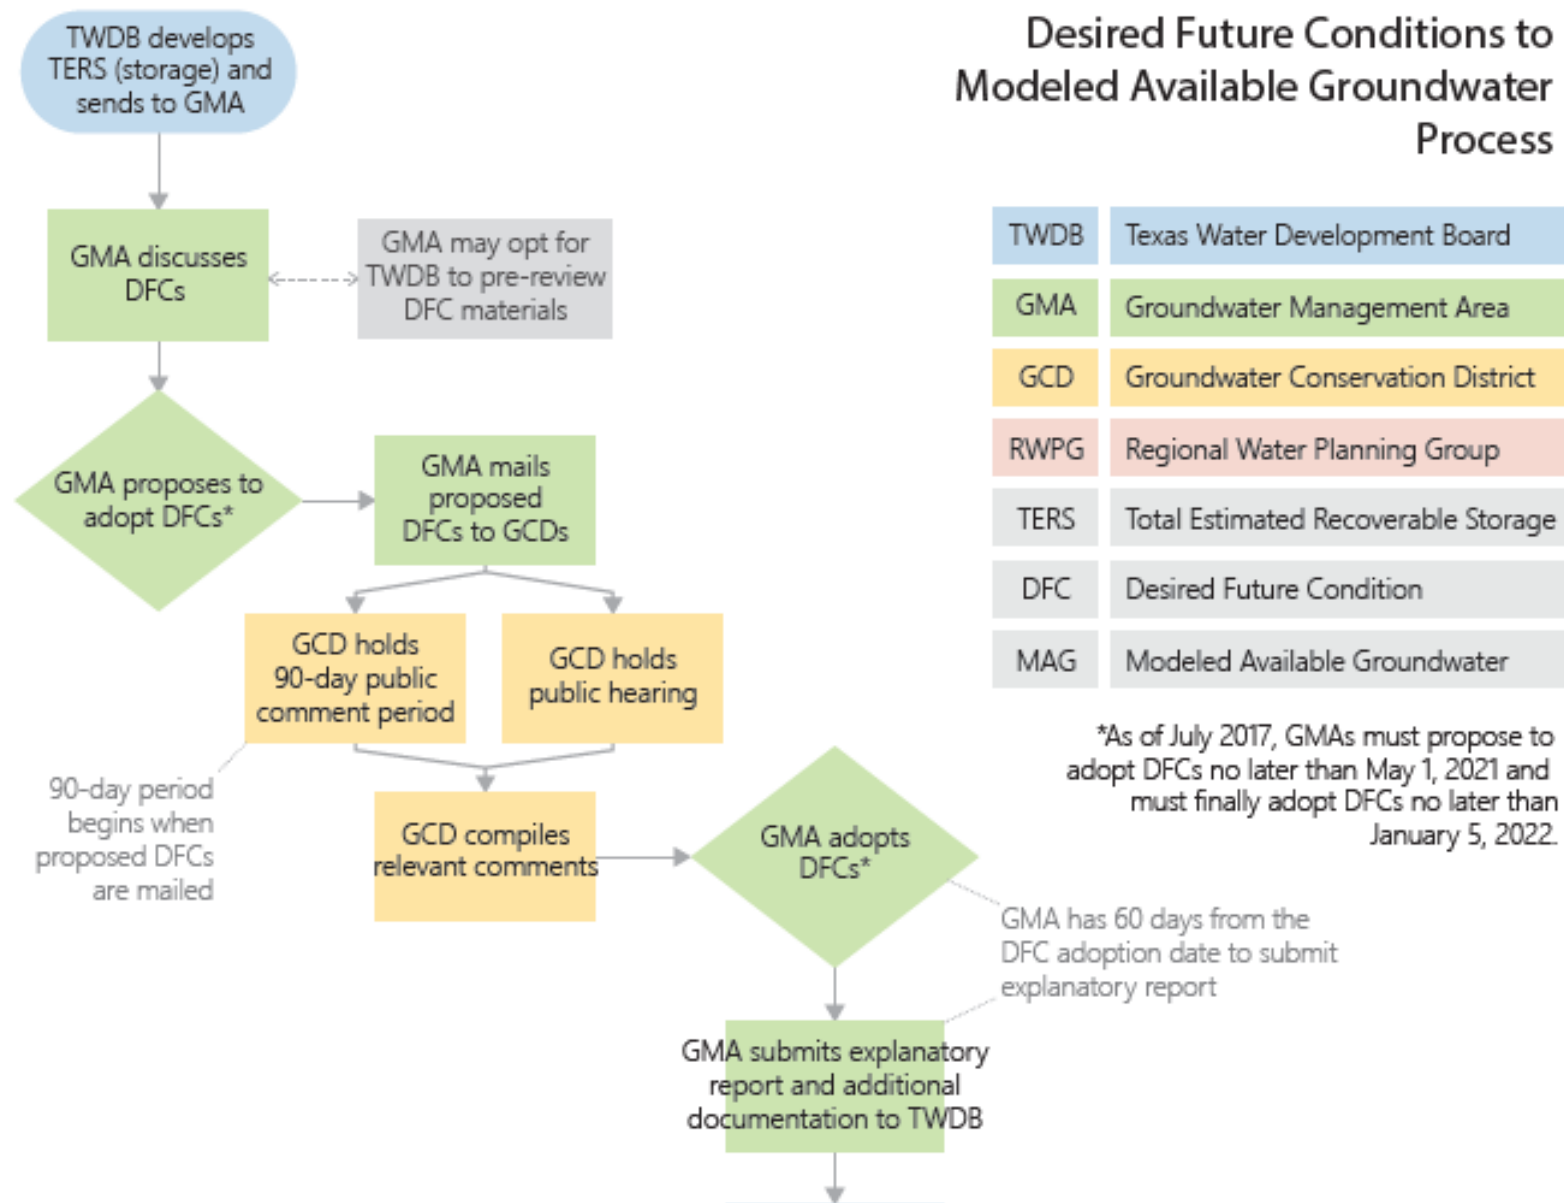 TWDB develops
TERS (storage) and
sends to GMA
Desired Future Conditions to
Modeled Available Groundwater
Process
GMA discusses
DFCs
GMA may opt for
TWDB to pre-review
DFC materials
TWDB Texas Water Development Board
GMA Groundwater Management Area
GCD Groundwater Conservation District
RWPG Regional Water Planning Group
TERS Total Estimated Recoverable Storage
DFC Desired Future Condition
MAG Modeled Available Groundwater
*As of July 2017, GMAs must propose to
adopt DFCs no later than May 1, 2021 and
must finally adopt DFCs no later than
January 5, 2022.
GMA proposes to
adopt DFCs*
GMA mails
proposed
DFCs to GCDs
GCD holds
90-day public
comment period
GCD holds
public hearing
90-day period
begins when
proposed DFCs
are mailed
GCD compiles
relevant comments
GMA adopts
DFCs*
GMA has 60 days from the
DFC adoption date to submit
explanatory report
GMA submits explanatory
report and additional
documentation to TWDB